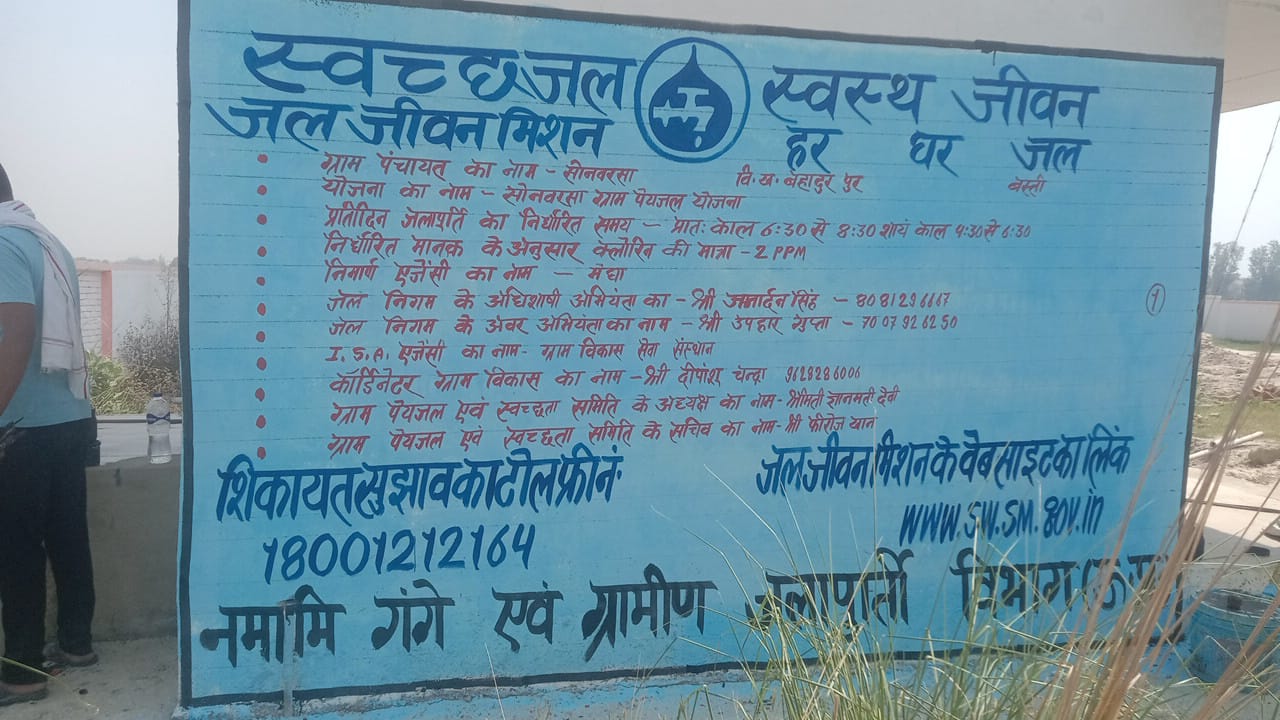 स्वच्छ जल स्वस्थ जीवन
जल जीवन मिशन हर घर जल
ग्राम पंचायत का नाम - सोनवरसा वि.ख. बहादुर पुर बस्ती
योजना का नाम - सोनवरसा ग्राम पेयजल योजना
प्रतिदिन जलापूर्ति का निर्धारित समय - प्रातः काल 6:30 से 8:30 शायं काल 4:30 से 6:30
निर्धारित मानक के अनुसार क्लोरिन की मात्रा - 2 PPM
निमार्ण एजेंसी का नाम - मेघा
जल निगम के अधिशाषी अभियंता का - श्री जनार्दन सिंह - 8081296667
जल निगम के अवर अभियंता का नाम - श्री उपहार गुप्ता - 7007926250
I.S.A. एजेंसी का नाम - ग्राम विकास सेवा संस्थान
कॉर्डिनेटर ग्राम विकास का नाम - श्री दीपांशु चन्द्रा 9628286006
ग्राम पेयजल एवं स्वच्छता समिति के अध्यक्ष का नाम - श्रीमती ज्ञानमती देवी
ग्राम पेयजल एवं स्वच्छता समिति के सचिव का नाम - श्री फीरोज खान
शिकायत सुझाव का टोल फ्री नं
18001212164
जल जीवन मिशन के वेबसाइट का लिंक
www.sw.sm.gov.in
नमामि गंगे एवं ग्रामीण जलापूर्ती विभाग